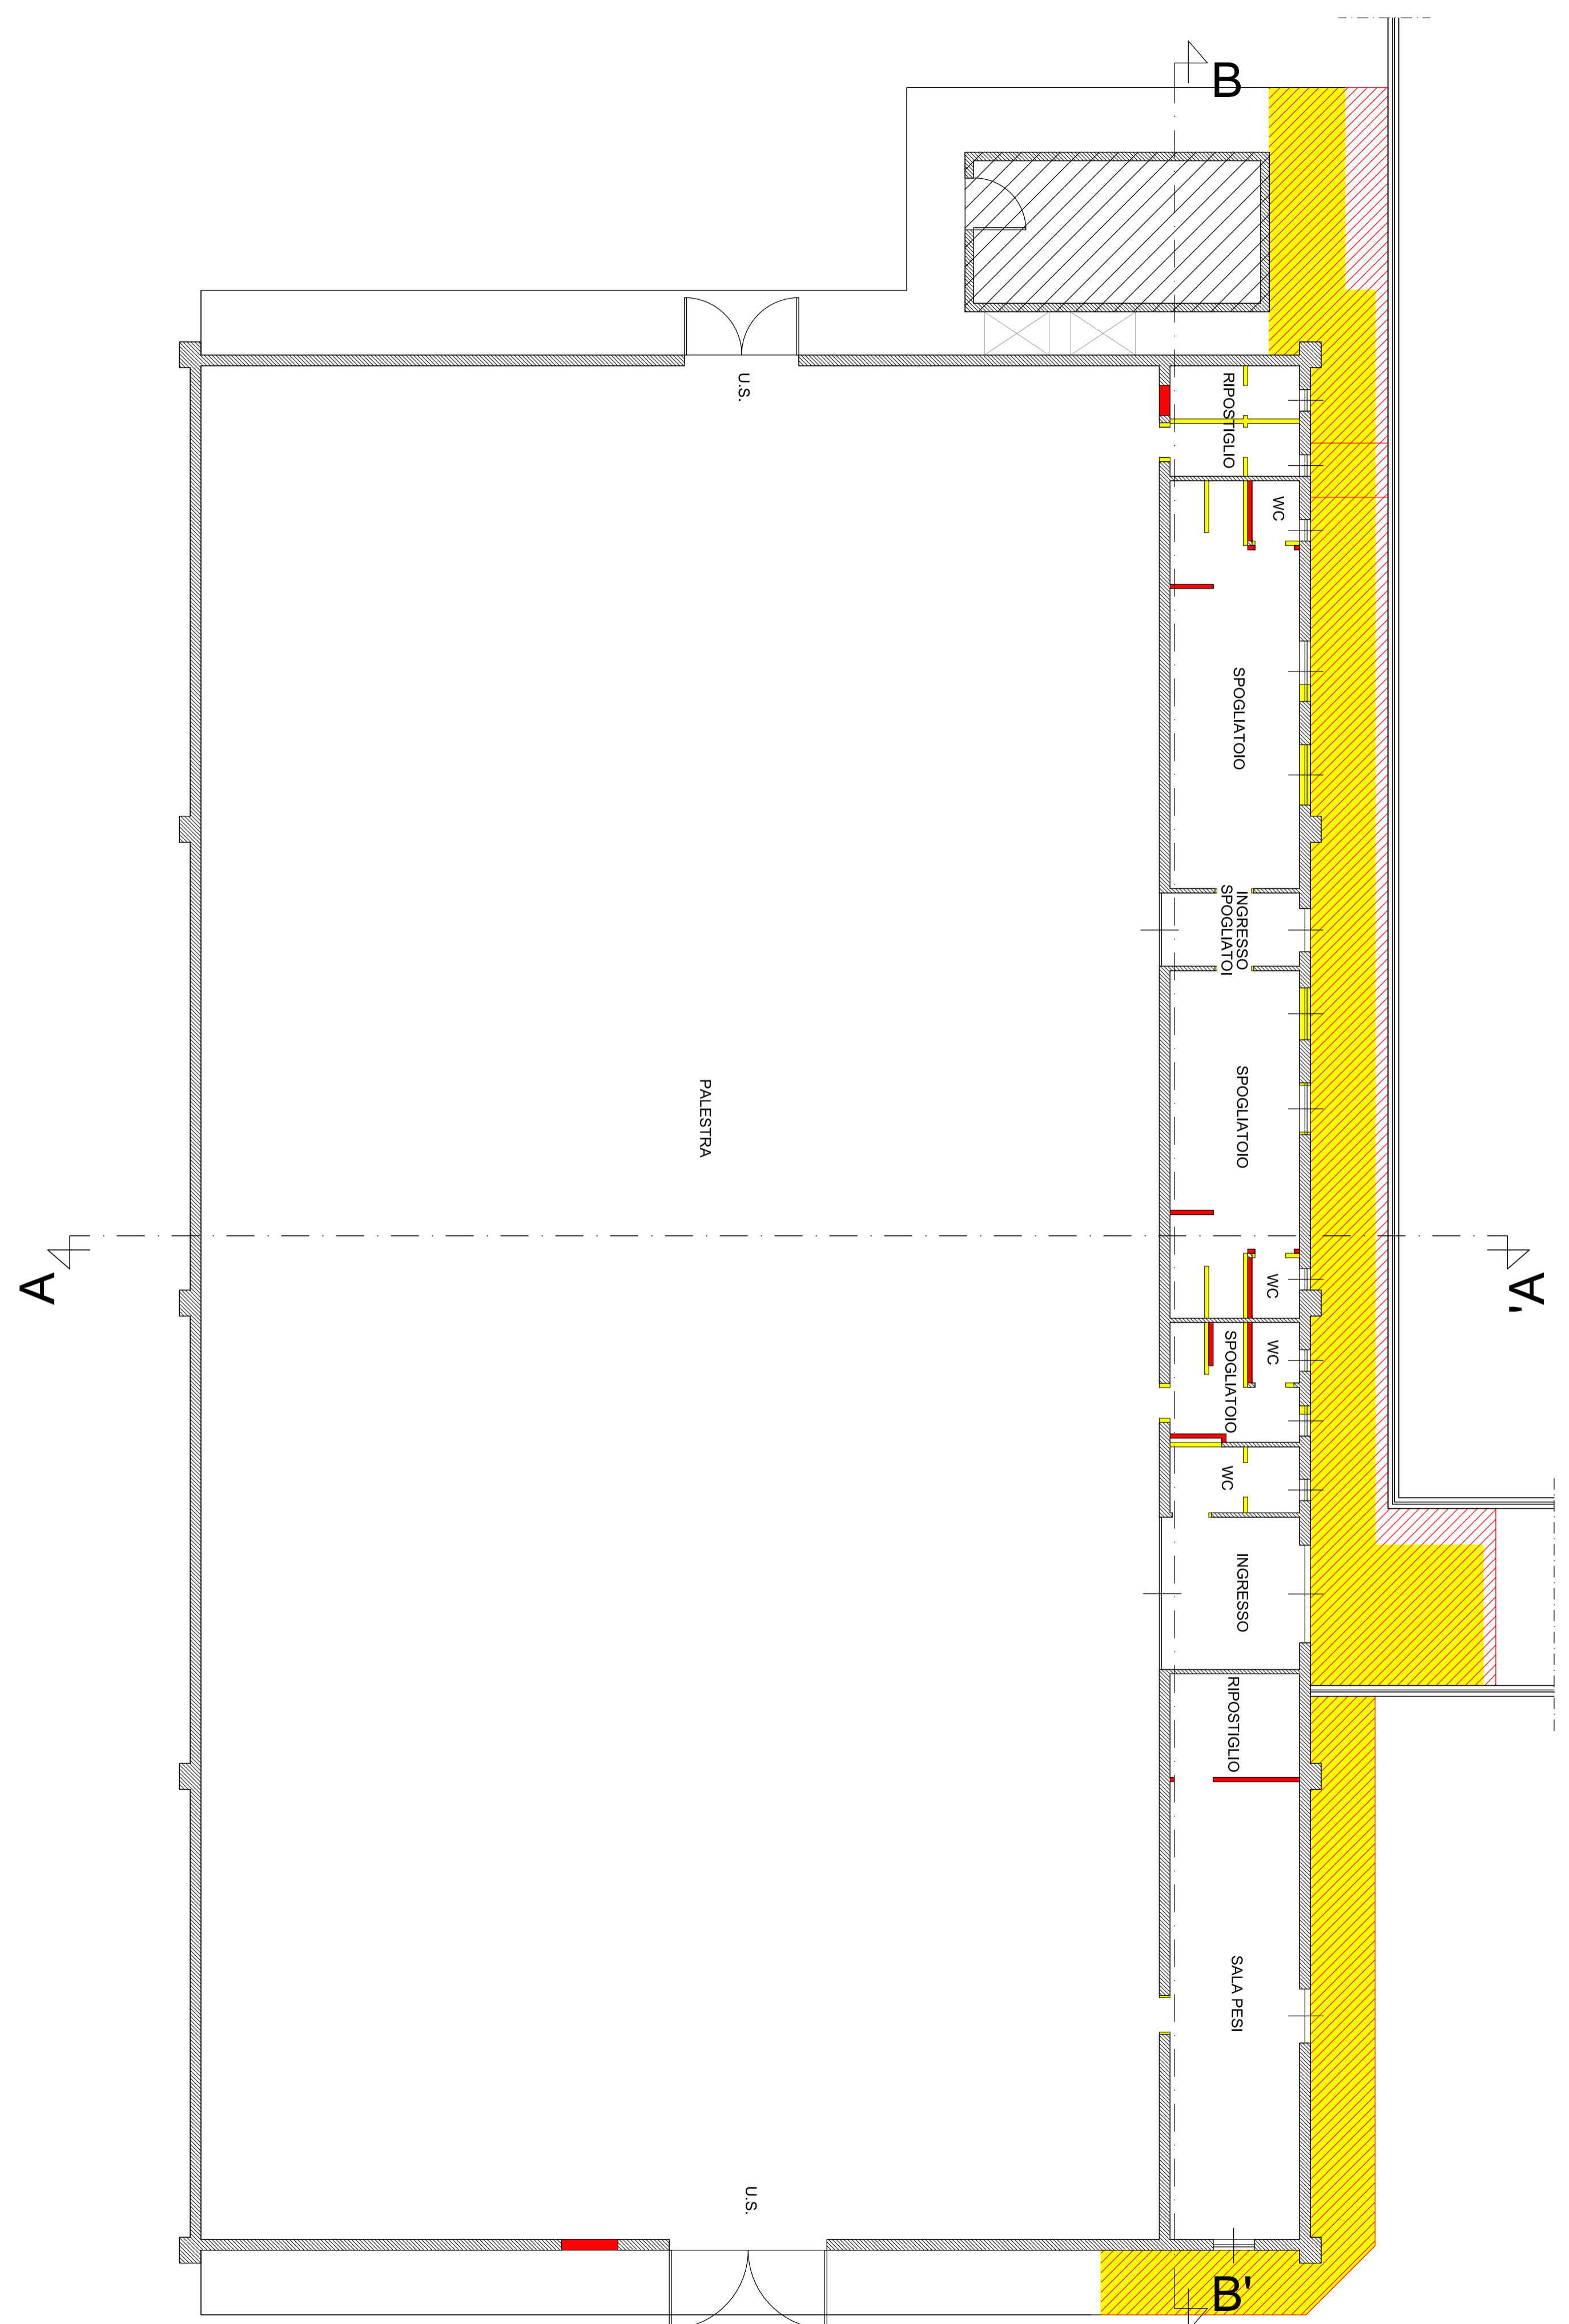 B
U.S.
RIPOSTIGLIO
WC
SPOGLIATOIO
INGRESSO
SPOGLIATOI
SPOGLIATOIO
PALESTRA
A
A'
WC
WC
SPOGLIATOIO
WC
INGRESSO
RIPOSTIGLIO
SALA PESI
U.S.
B'